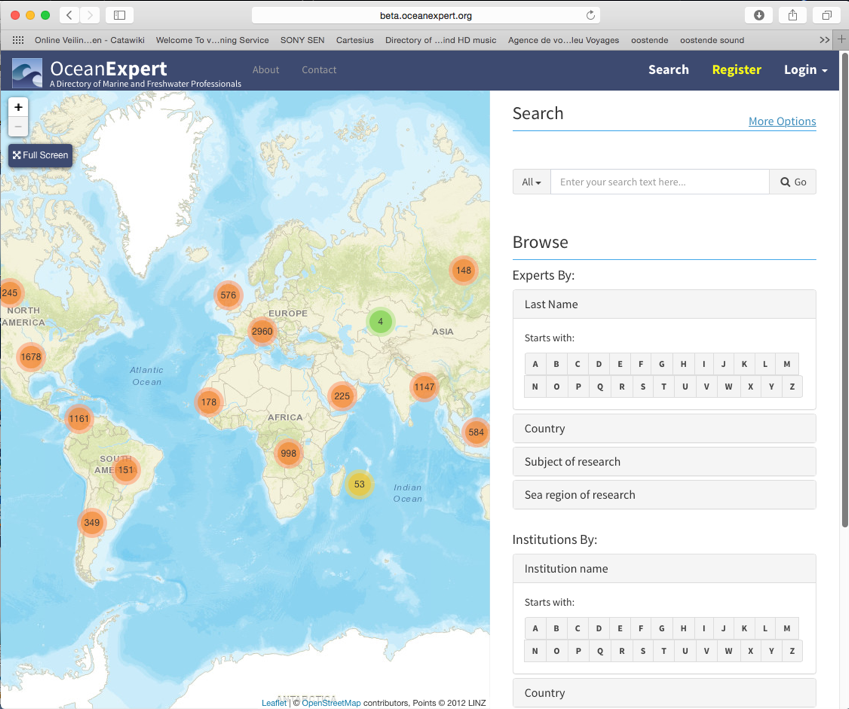 beta.oceanexpert.org
Online Veilin...en - Catawiki
Welcome To v...ning Service
SONY SEN
Cartesius
Directory of ...ind HD music
Agence de vo...leu Voyages
oostende
oostende sound
>>
+
OceanExpert
A Directory of Marine and Freshwater Professionals
About
Contact
Search
Register
Login
+
−
Full Screen
148
245
576
NORTH
AMERICA
EUROPE
4
2960
ASIA
1678
Atlantic
Ocean
1147
225
178
1161
AFRICA
584
998
SOUTH
AMERICA
151
53
Indian
Ocean
349
ANTARCTICA
Leaflet | © OpenStreetMap contributors, Points © 2012 LINZ
Search
More Options
All
Enter your search text here...
Go
Browse
Experts By:
Last Name
Starts with:
A B C D E F G H I J K L M
N O P Q R S T U V W X Y Z
Country
Subject of research
Sea region of research
Institutions By:
Institution name
Starts with:
A B C D E F G H I J K L M
N O P Q R S T U V W X Y Z
Country